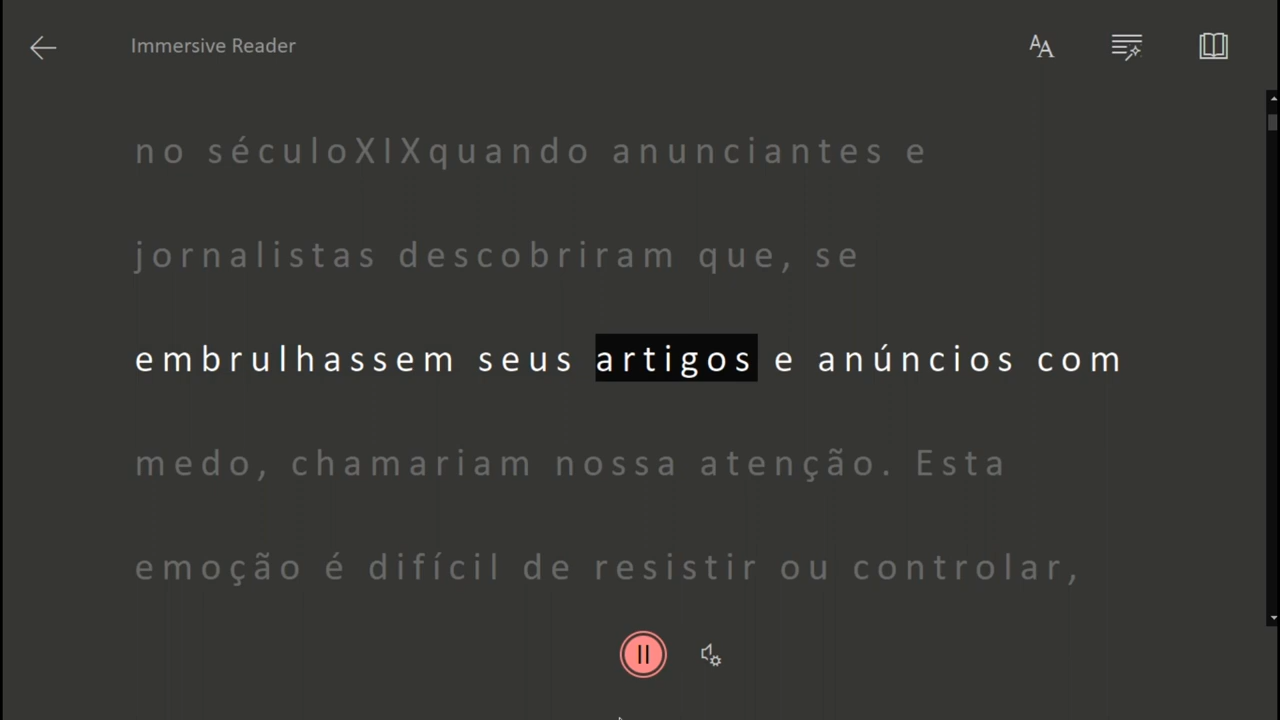 Immersive Reader
no séculoXIXquando anunciantes e
jornalistas descobriram que, se
embrulhassem seus artigos e anúncios com
medo, chamariam nossa atenção. Esta
emoção é difícil de resistir ou controlar,